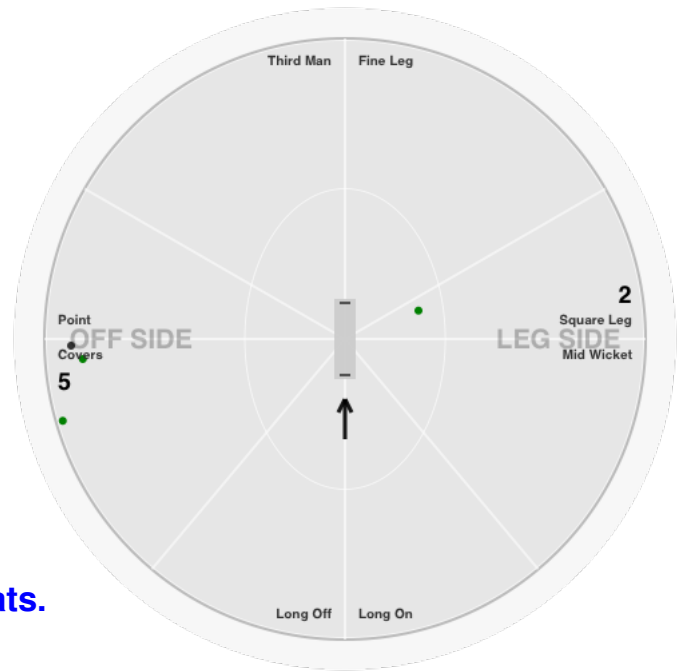 Third Man
Fine Leg
2
Point
Square Leg
OFF SIDE
LEG SIDE
Covers
Mid Wicket
5
ats.
Long Off
Long On